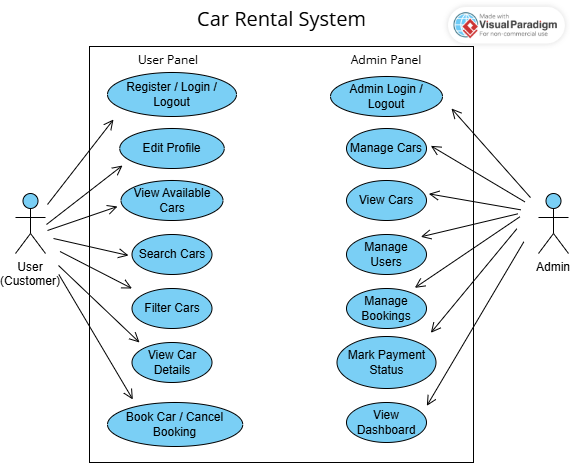 Car Rental System
Made with
Visual Paradigm
For non-commercial use
User Panel
Admin Panel
Register / Login /
Logout
Edit Profile
View Available
Cars
Search Cars
Filter Cars
View Car
Details
Book Car / Cancel
Booking
Admin Login /
Logout
Manage Cars
View Cars
Manage
Users
Manage
Bookings
Mark Payment
Status
View
Dashboard
User
(Customer)
Admin